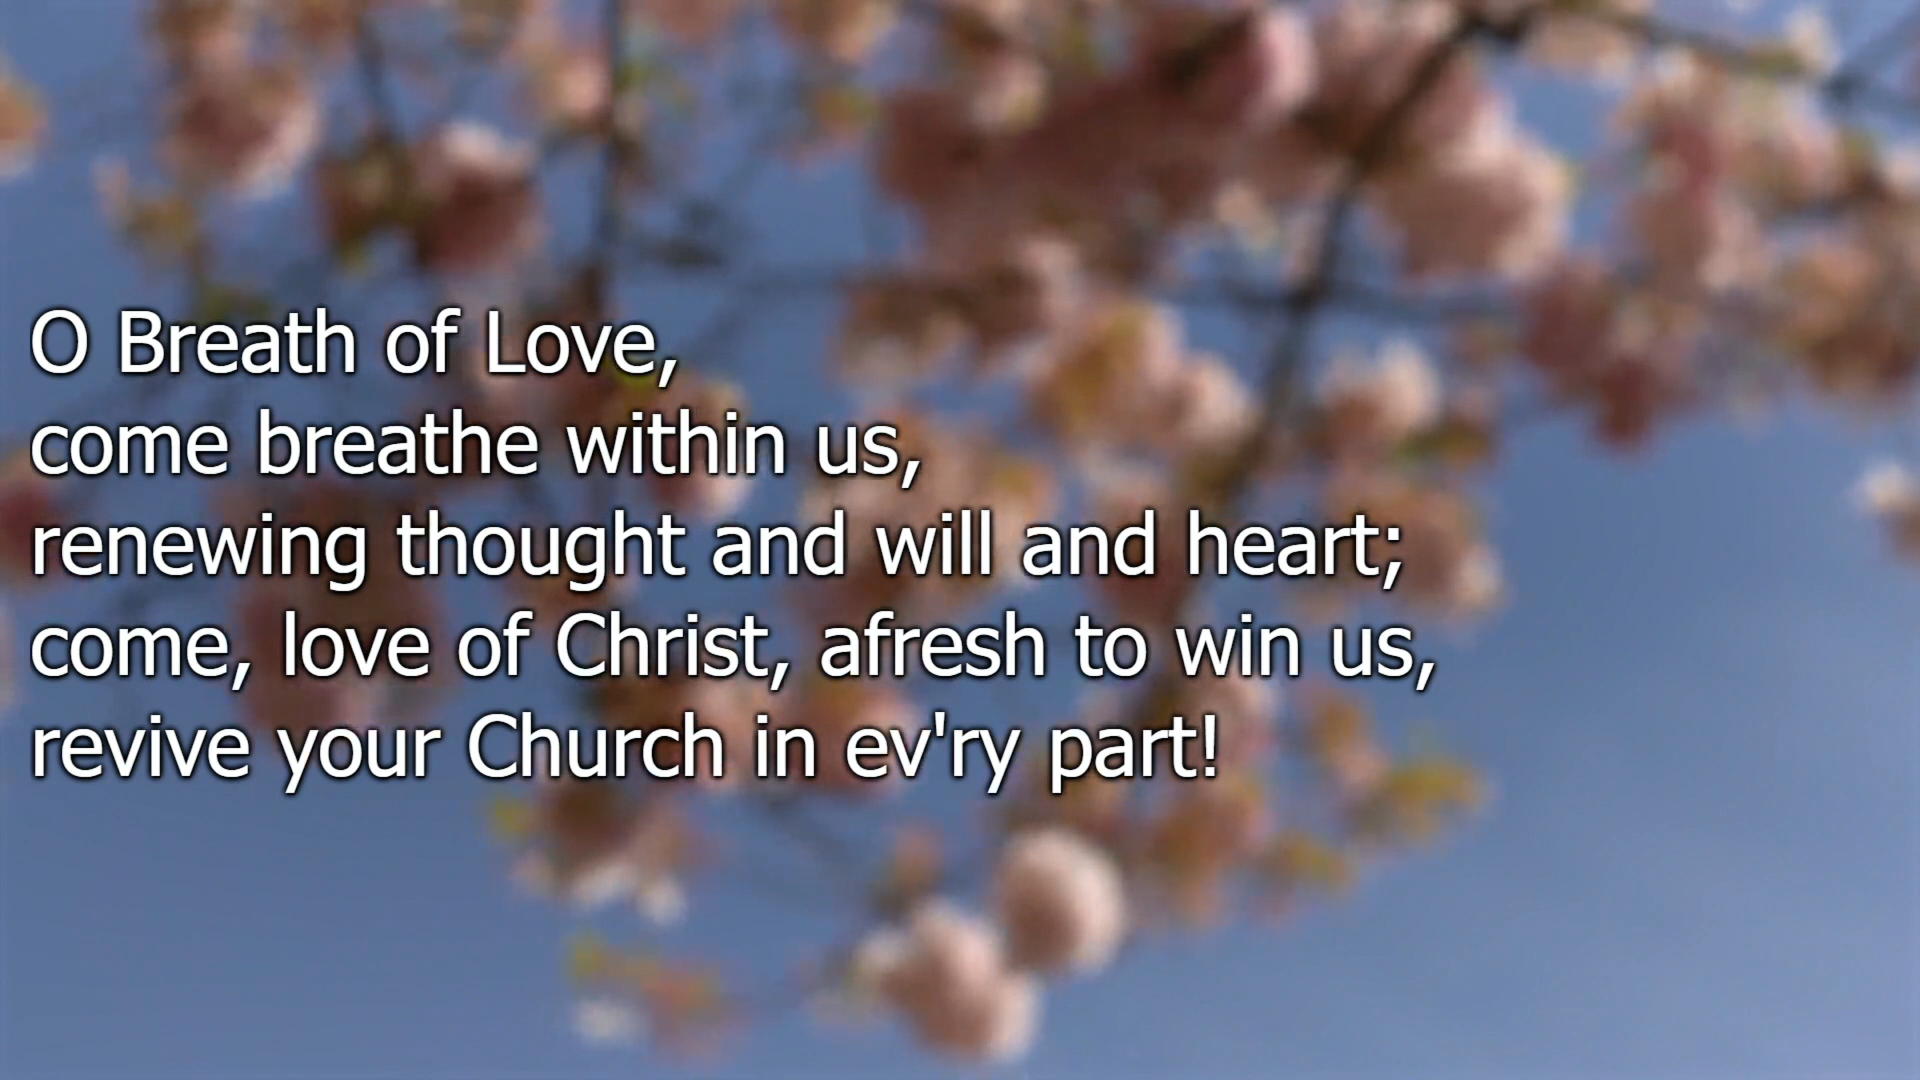 O Breath of Love,
come breathe within us,
renewing thought and will and heart;
come, love of Christ, afresh to win us,
revive your Church in ev'ry part!